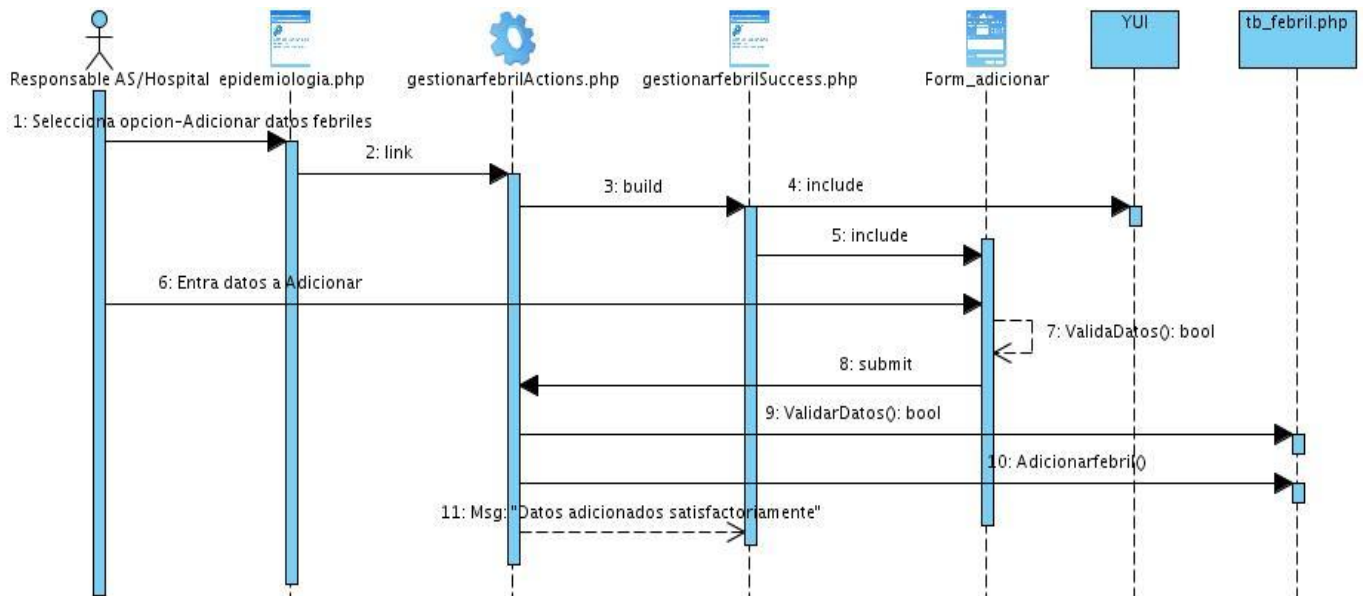 YUI
tb_febril.php
Responsable AS/Hospital
epidemiologia.php
gestionarfebrilActions.php
gestionarfebrilSuccess.php
Form_adicionar
1: Selecciona opcion-Adicionar datos febriles
2: link
3: build
4: include
5: include
6: Entra datos a Adicionar
7: ValidaDatos(): bool
8: submit
9: ValidarDatos(): bool
10: Adicionarfebril()
11: Msg: "Datos adicionados satisfactoriamente"